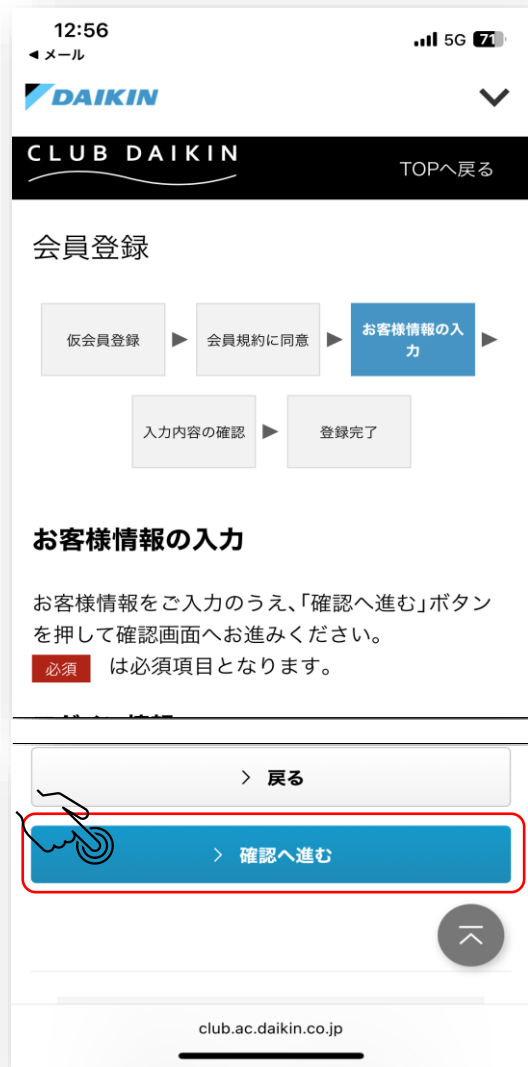 12:56
5G 71
◀ メール
DAIKIN
CLUB DAIKIN
TOPへ戻る
会員登録
仮会員登録 ▶ 会員規約に同意 ▶ お客様情報の入
力 ▶
入力内容の確認 ▶ 登録完了
お客様情報の入力
お客様情報をご入力のうえ、「確認へ進む」ボタン
を押して確認画面へお進みください。
必須 は必須項目となります。
戻る
確認へ進む
club.ac.daikin.co.jp